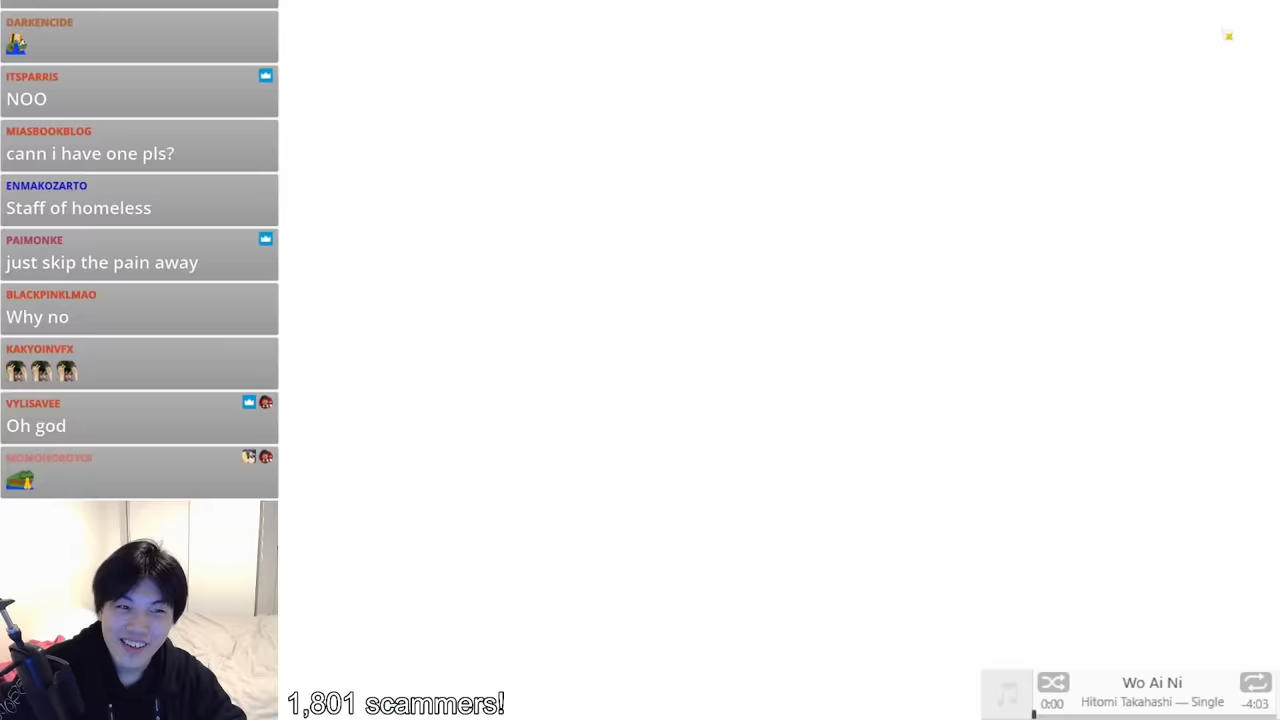 DARKENCIDE
ITSPARRIS
NOO
MIASBOOKBLOG
cann i have one pls?
ENMAKOZARTO
Staff of homeless
PAIMONKE
just skip the pain away
BLACKPINKLMAO
Why no
KAKYOINVFX
VYLISAVEE
Oh god
1,801 scammers!
Wo Ai Ni
Hitomi Takahashi — Single
0:00
-4:03